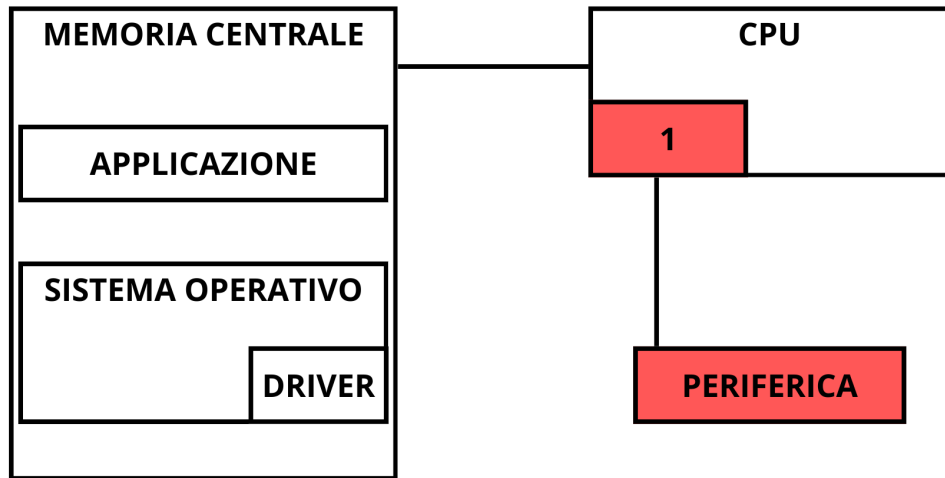 MEMORIA CENTRALE
CPU
APPLICAZIONE
1
SISTEMA OPERATIVO
DRIVER
PERIFERICA